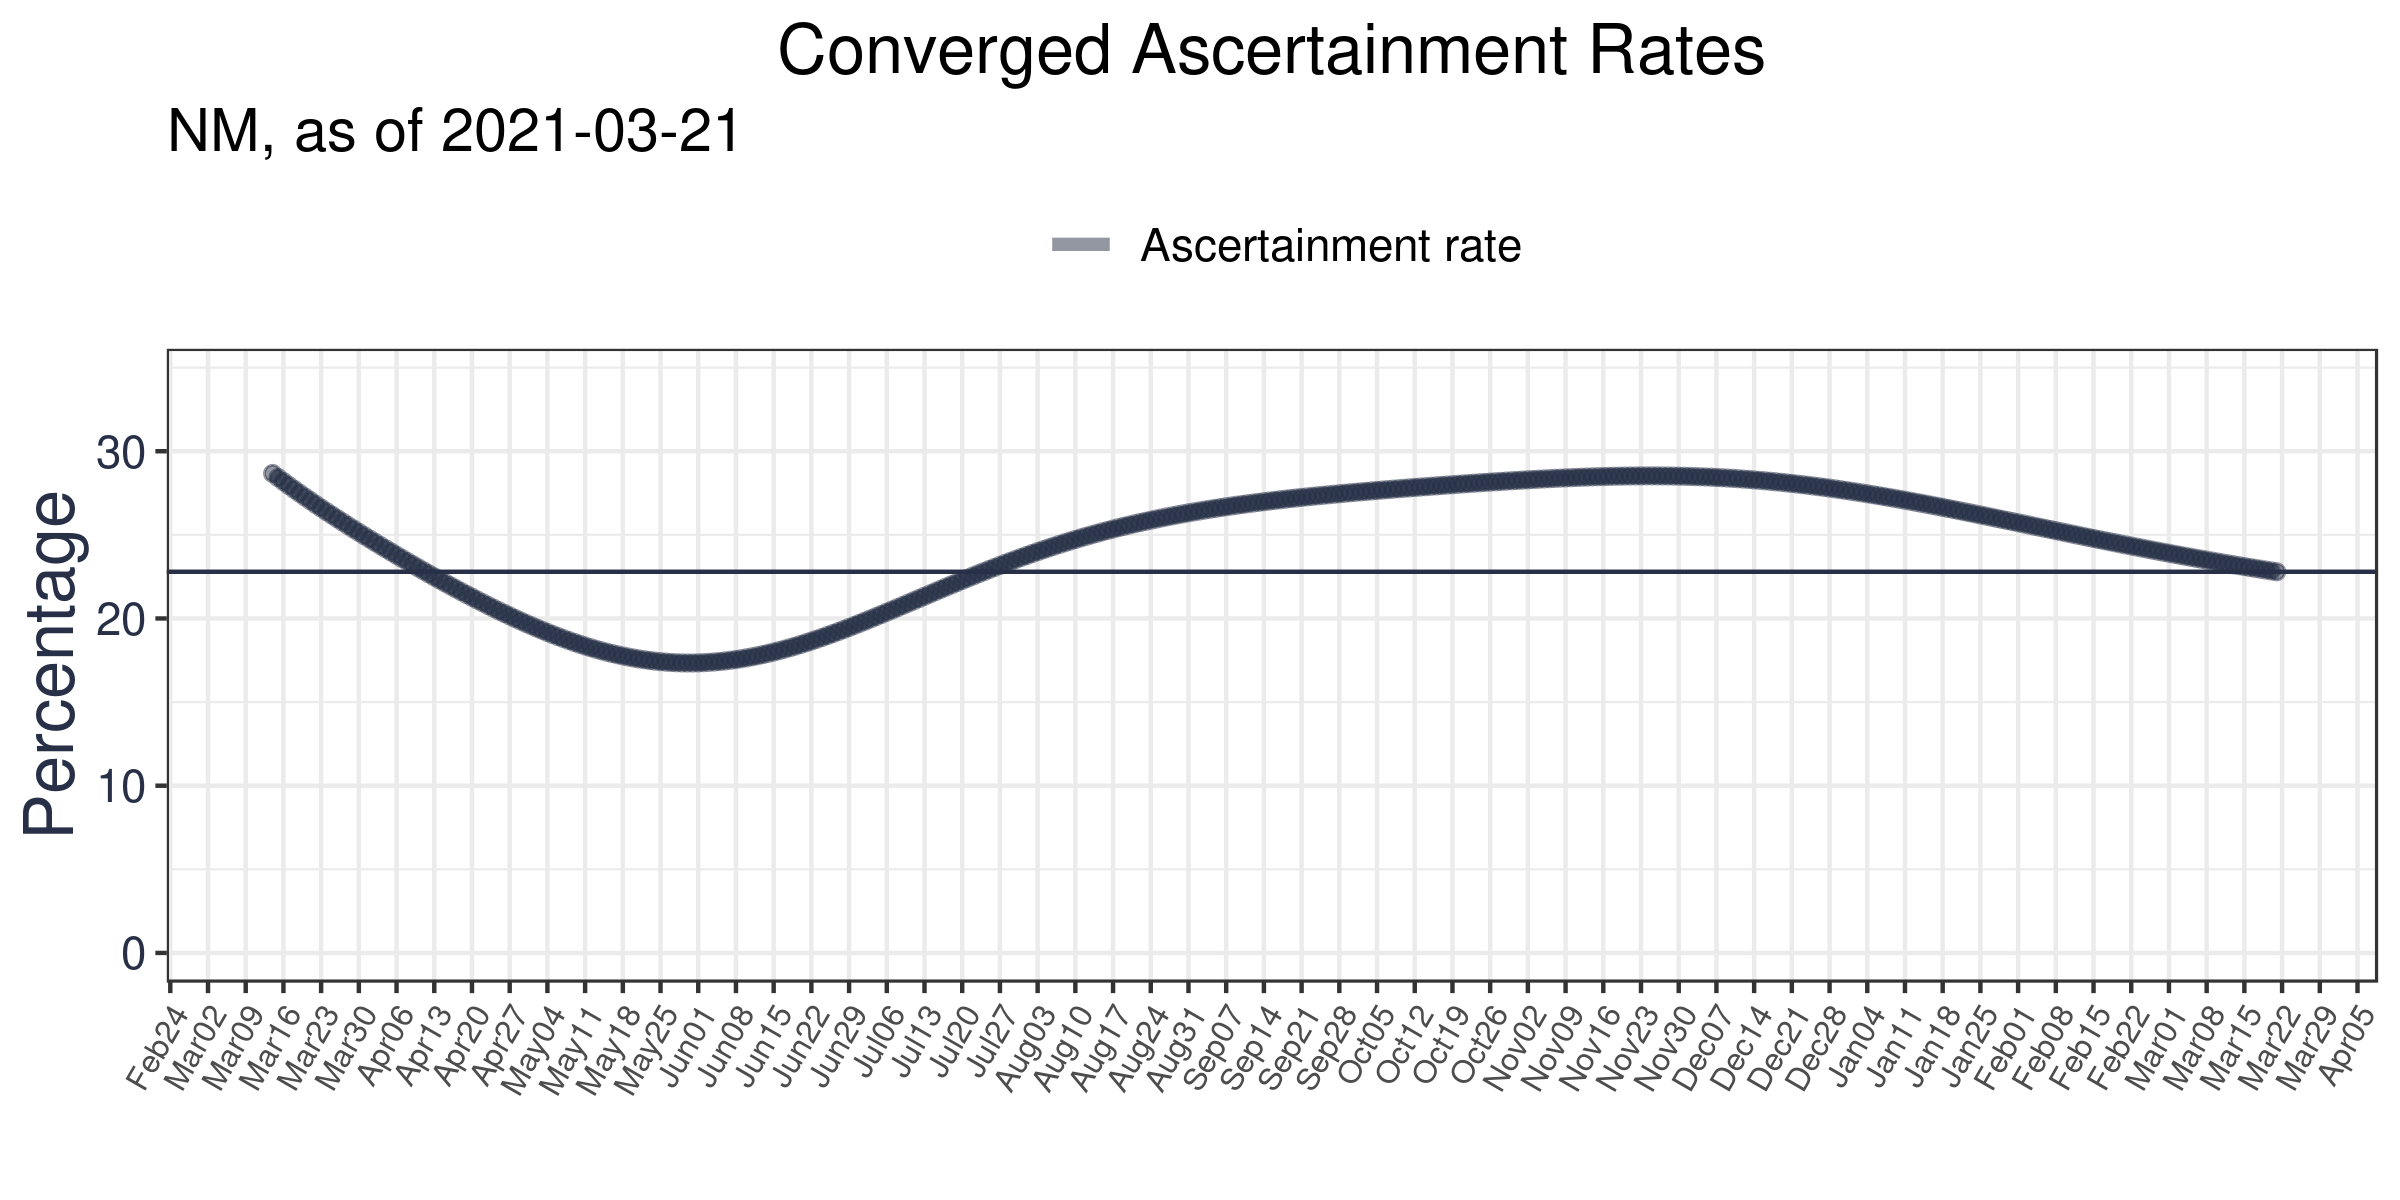 Converged Ascertainment Rates
NM, as of 2021-03-21
Ascertainment rate
Percentage
30
20
10
0
Feb24
Mar02
Mar09
Mar16
Mar23
Mar30
Apr06
Apr13
Apr20
Apr27
May04
May11
May18
May25
Jun01
Jun08
Jun15
Jun22
Jun29
Jul06
Jul13
Jul20
Jul27
Aug03
Aug10
Aug17
Aug24
Aug31
Sep07
Sep14
Sep21
Sep28
Oct05
Oct12
Oct19
Oct26
Nov02
Nov09
Nov16
Nov23
Nov30
Dec07
Dec14
Dec21
Dec28
Jan04
Jan11
Jan18
Jan25
Feb01
Feb08
Feb15
Feb22
Mar01
Mar08
Mar15
Mar22
Mar29
Apr05